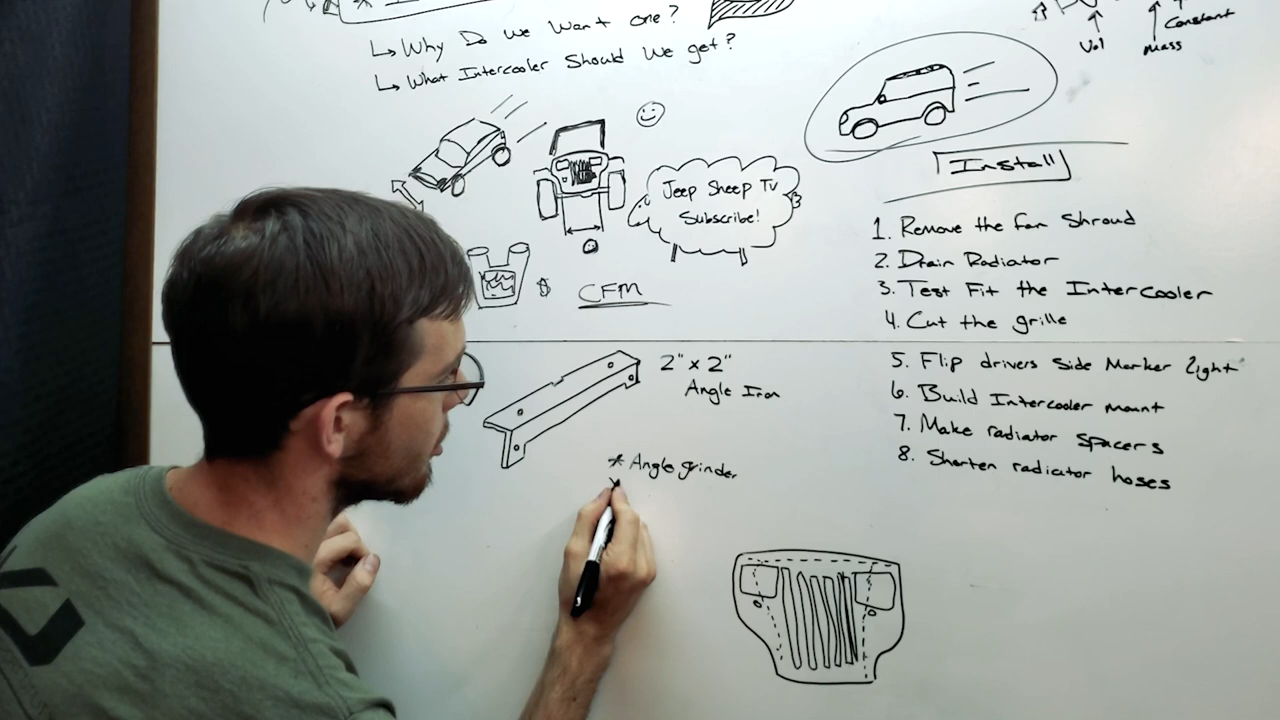 Why Do we want one?
What Intercooler Should We get?
Vol
Mass
Constant
Jeep Sheep Tv
Subscribe!
CFM
Install
1. Remove the fan Shroud
2. Drain Radiator
3. Test Fit the Intercooler
4. Cut the grille
5. Flip drivers Side Marker light
6. Build Intercooler mount
7. Make radiator spacers
8. Shorten radiator hoses
2" x 2"
Angle Iron
* Angle grinder